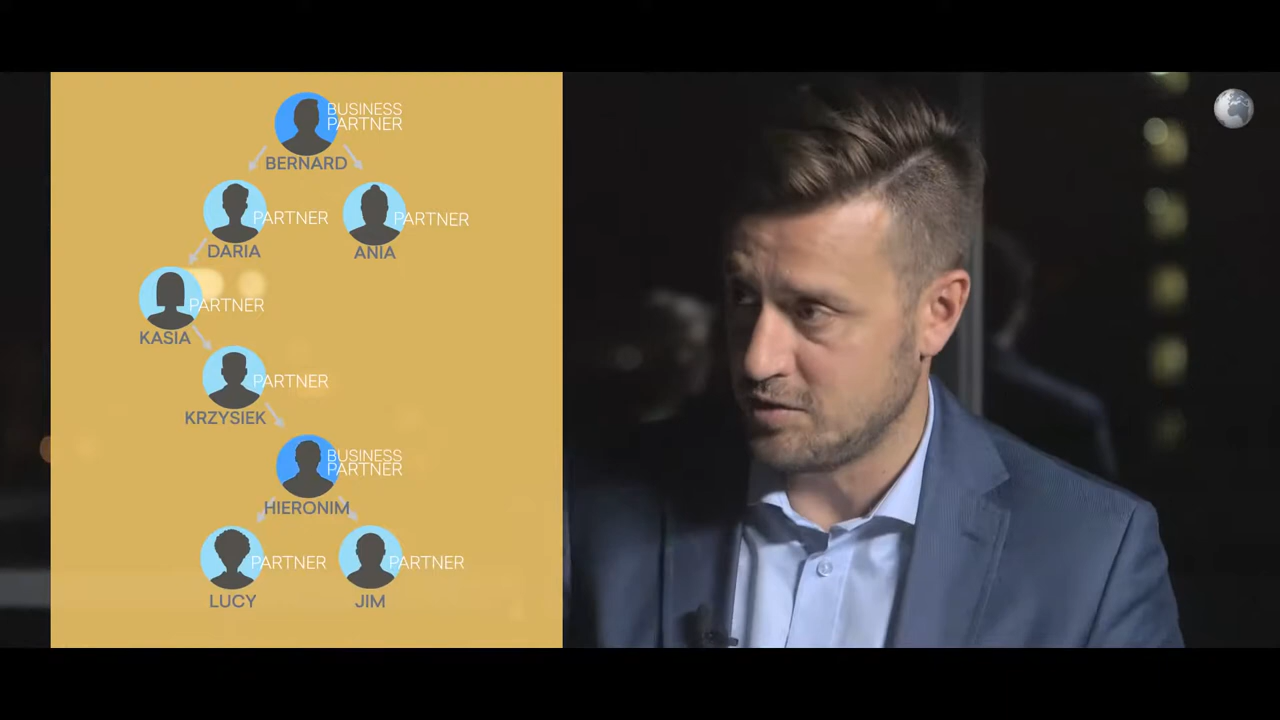 BUSINESS
PARTNER
BERNARD
PARTNER
PARTNER
DARIA
ANIA
PARTNER
KASIA
PARTNER
KRZYSIEK
BUSINESS
PARTNER
HIERONIM
PARTNER
PARTNER
LUCY
JIM